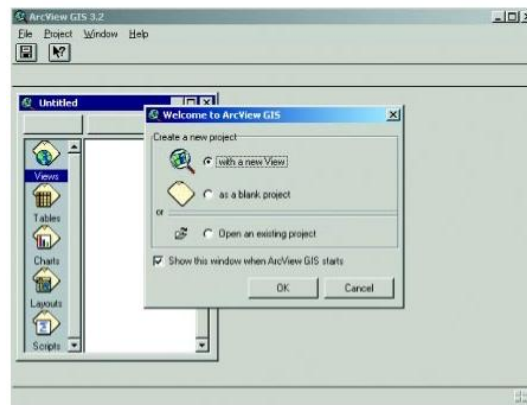 ArcView GIS 3.2
File Project Window Help
Untitled
Views
Tables
Charts
Layouts
Scripts
Welcome to ArcView GIS
Create a new project
with a new View
as a blank project
or
Open an existing project
Show this window when ArcView GIS starts
OK Cancel